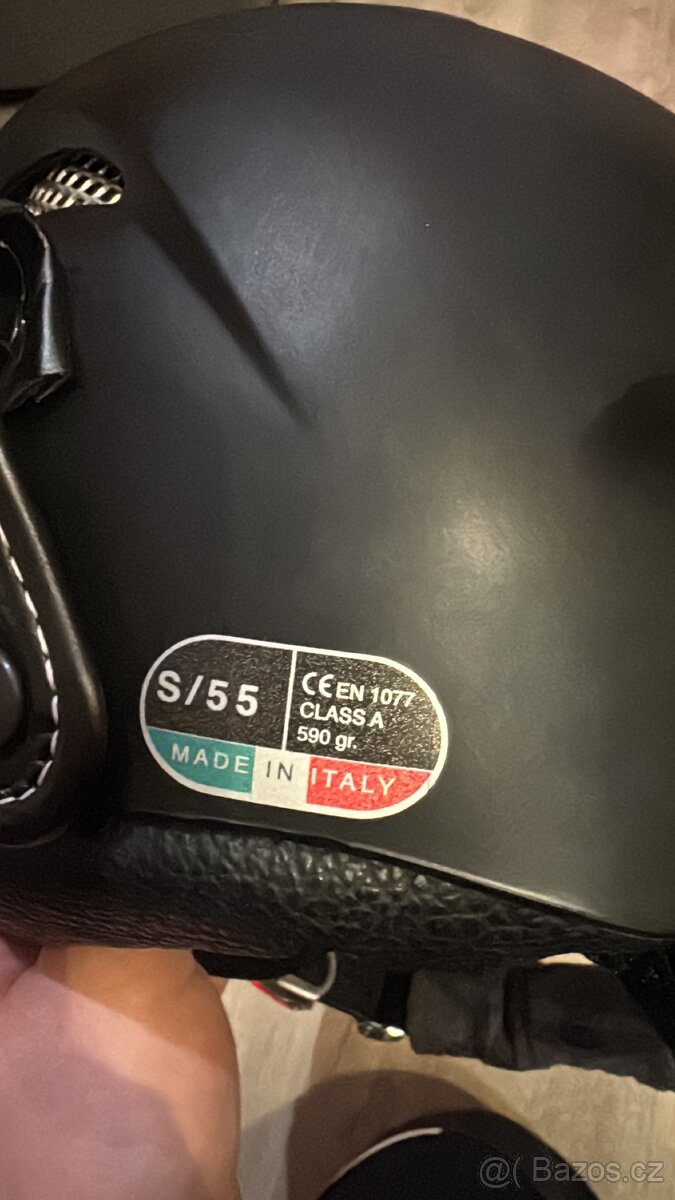 S/55
CE EN 1077
CLASS A
590 gr.
MADE IN ITALY
@( Bazos.cz